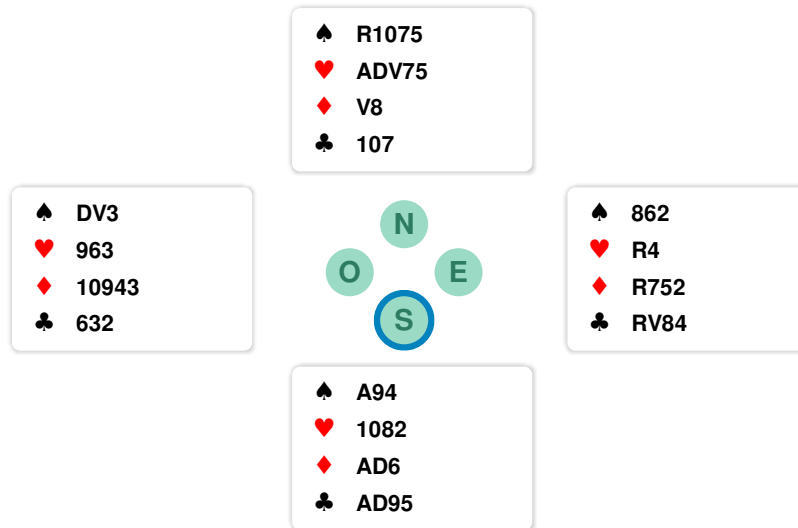 ♠ R1075
♥ ADV75
♦ V8
♣ 107
♠ DV3
♥ 963
♦ 10943
♣ 632
N
O E
S
♠ 862
♥ R4
♦ R752
♣ RV84
♠ A94
♥ 1082
♦ AD6
♣ AD95